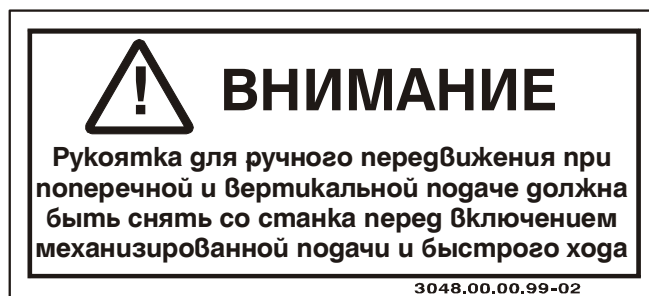 ВНИМАНИЕ
Рукоятка для ручного передвижения при
поперечной и вертикальной подаче должна
быть снять со станка перед включением
механизированной подачи и быстрого хода
3048.00.00.99-02